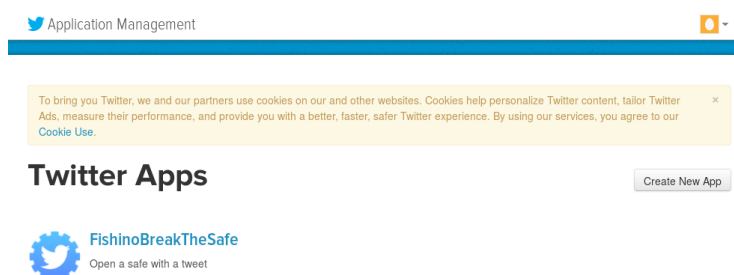 Application Management
To bring you Twitter, we and our partners use cookies on our and other websites. Cookies help personalize Twitter content, tailor Twitter
Ads, measure their performance, and provide you with a better, faster, safer Twitter experience. By using our services, you agree to our
Cookie Use.
×
Twitter Apps
Create New App
FishinoBreakTheSafe
Open a safe with a tweet